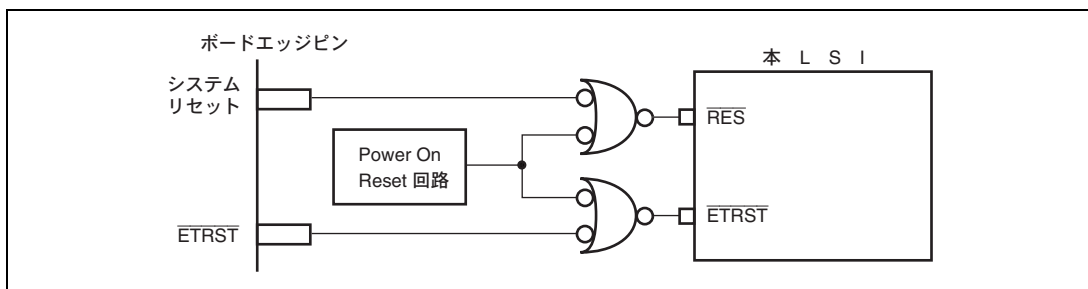 ボードエッジピン
システム
リセット
Power On
Reset 回路
ETRST
本 L S I
RES
ETRST